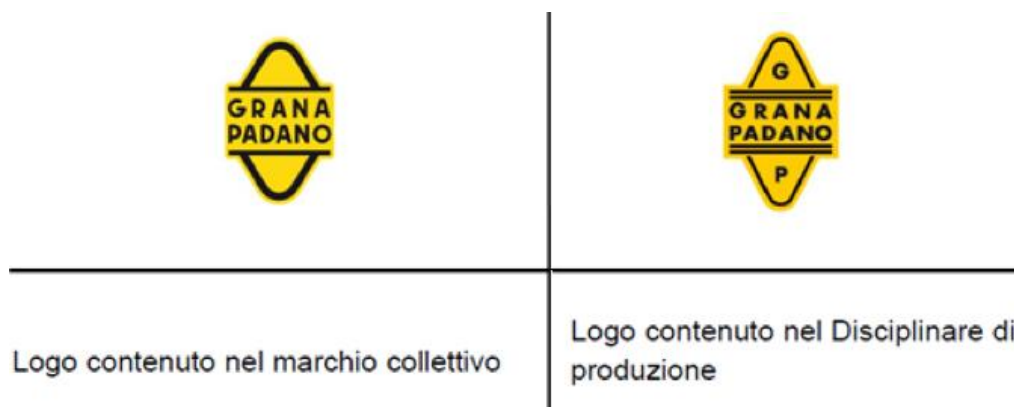 GRANA
PADANO
G
GRANA
PADANO
P
Logo contenuto nel marchio collettivo
Logo contenuto nel Disciplinare di
produzione